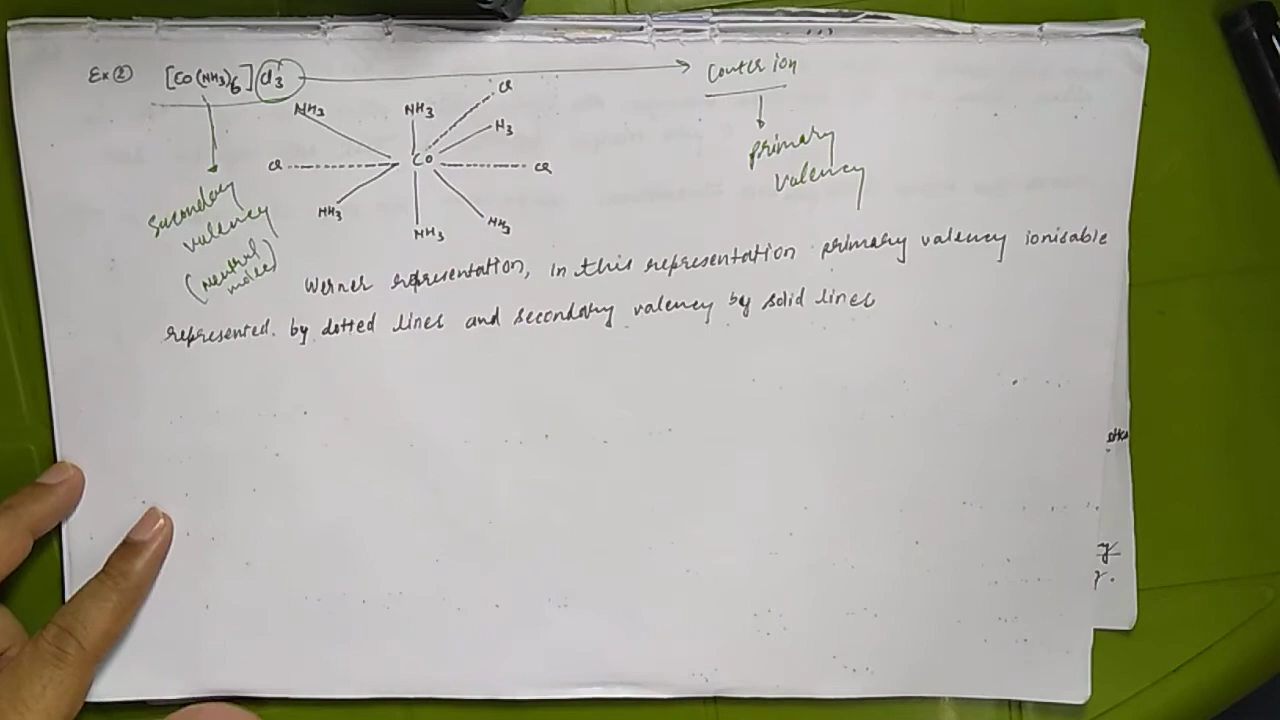 Ex ② [Co(NH3)6] Cl3 → Couter ion
NH3 NH3 Cl
N3
Cl Co Cl
NH3 NH3 NH3
primary
valency
secondary
valency
(neutral
molec)
Werner representation, In this representation primary valency ionisable
represented. by dotted lines and secondary valency by solid lines
y
r.